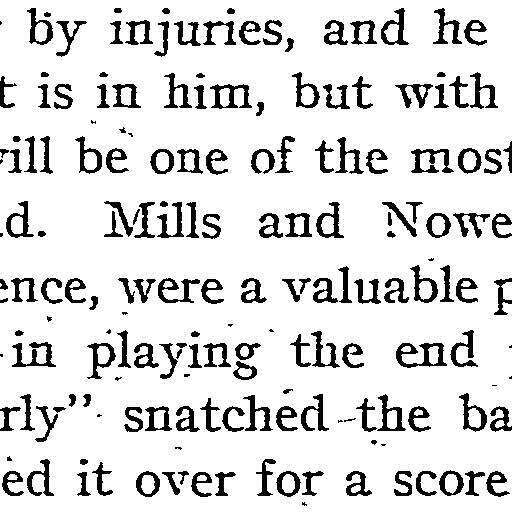 by injuries, and he
t is in him, but with
will be one of the most
d. Mills and Nowe
ence, were a valuable p
in playing the end
rly” snatched the ba
ed it over for a score